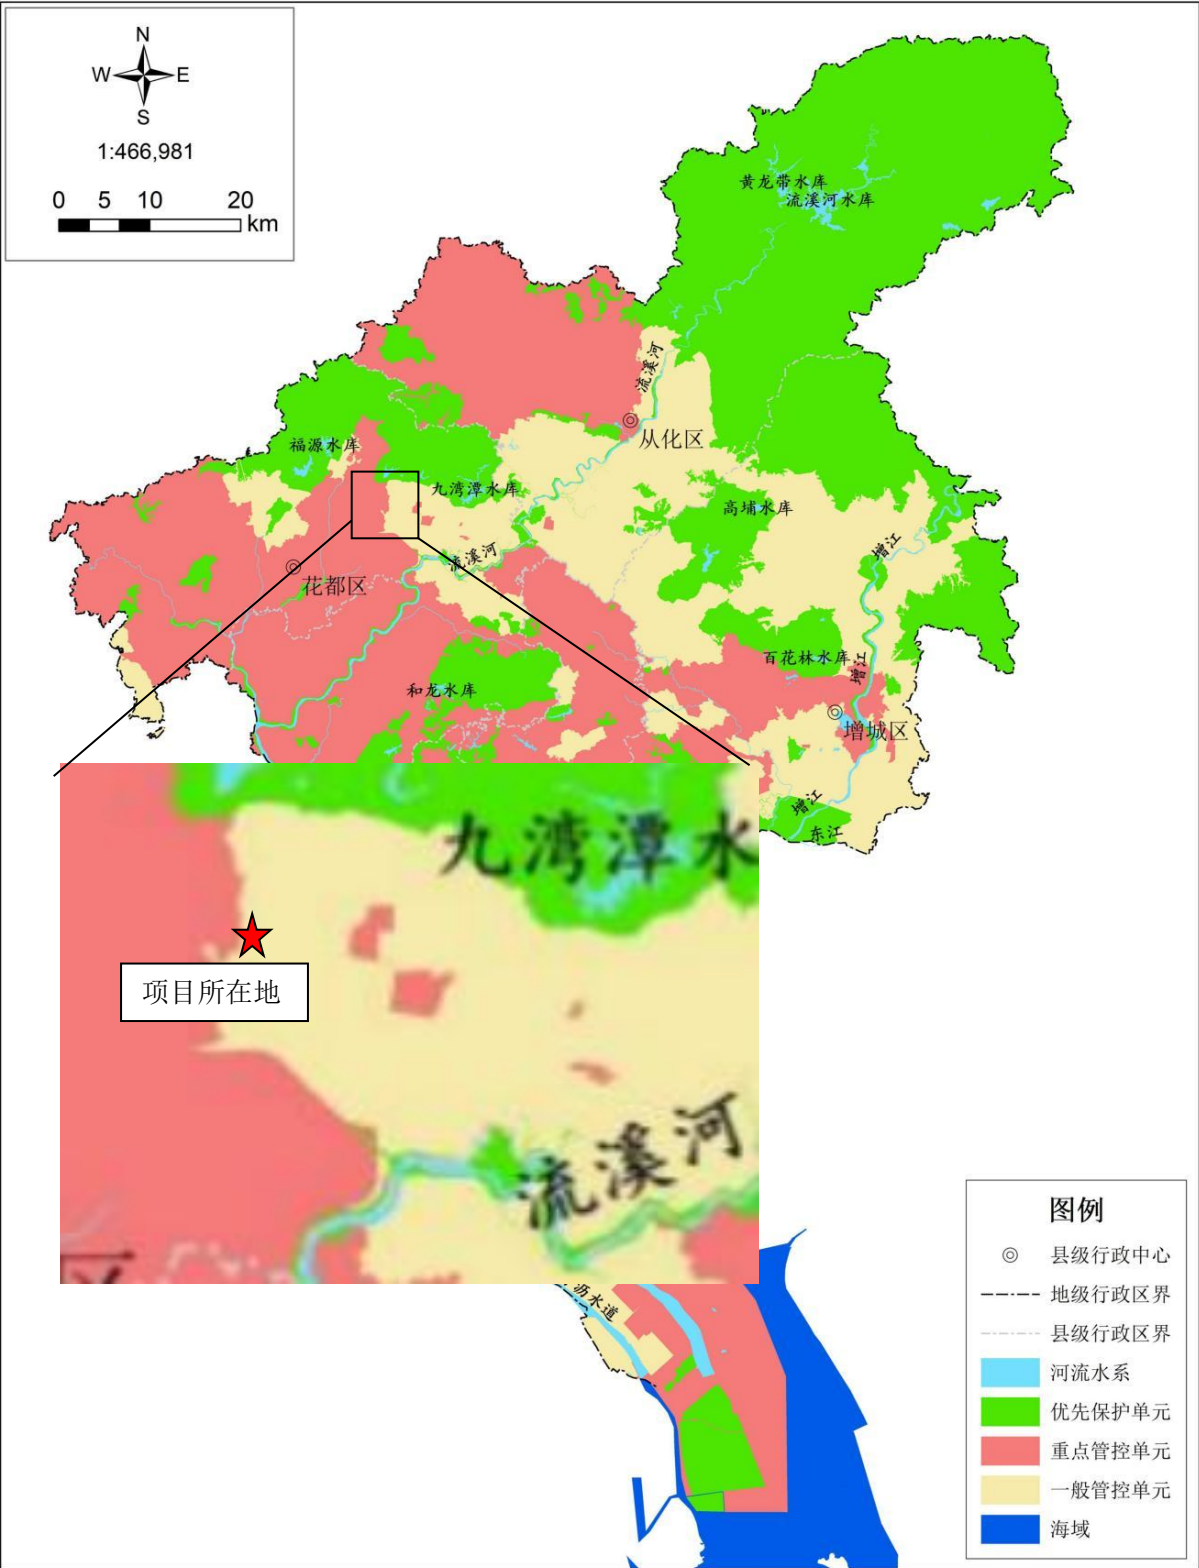 N
W E
S
1:466,981
0 5 10 20
km
黄龙带水库
流溪河水库
流溪河
从化区
福源水库
九湾潭水库
高埔水库
增江
流溪河
花都区
百花林水库
增江
和龙水库
增城区
增江
东江
九湾潭水
项目所在地
流溪河
区
沥水道
图例
县级行政中心
地级行政区界
县级行政区界
河流水系
优先保护单元
重点管控单元
一般管控单元
海域